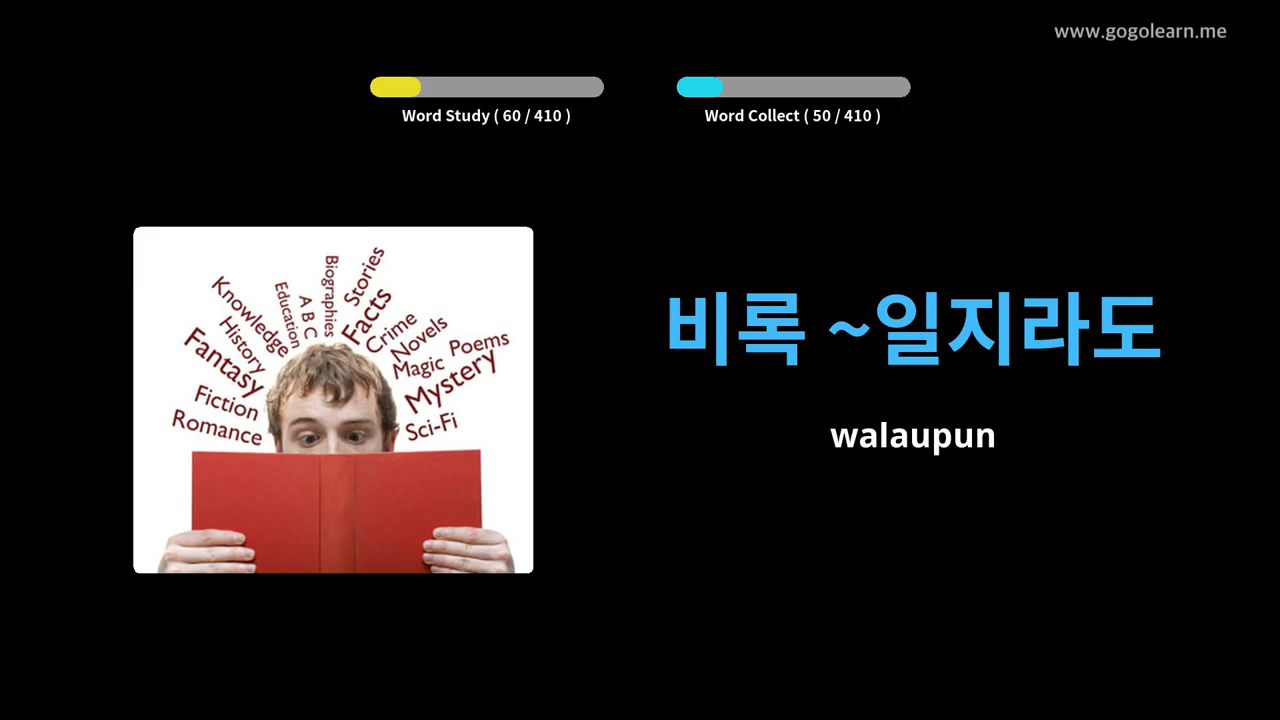 www.gogolearn.me
Word Study ( 60 / 410 )
Word Collect ( 50 / 410 )
Knowledge
History
Education
A B C
Biographies
Stories
Facts
Crime
Novels
Magic
Poems
Mystery
Sci-Fi
Fantasy
Fiction
Romance
비록 ~일지라도
walaupun